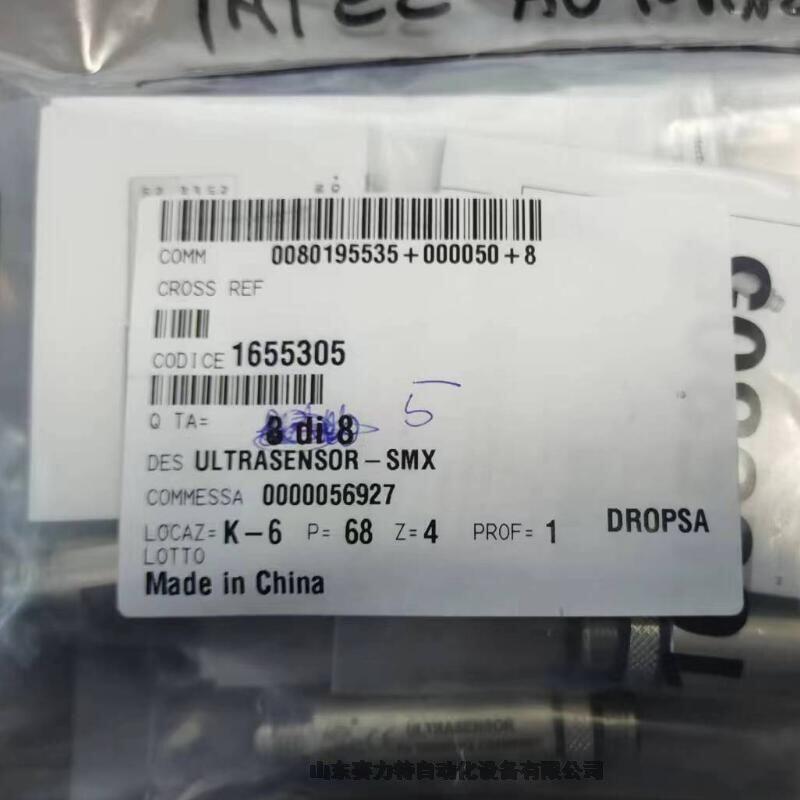 0080195535+000050+8
COMM
CROSS REF
CODICE 1655305
Q TA= 8 di 8 5
DES ULTRASENSOR-SMX
COMMESSA 0000056927
LOCAZ= K-6 P= 68 Z= 4 PROF= 1 DROPSA
LOTTO
Made in China
ULTRASENSOR
山东赛力特自动化设备有限公司